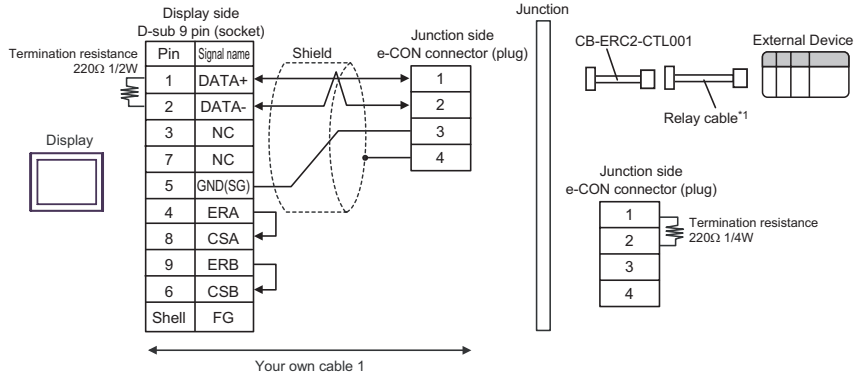 Display side
D-sub 9 pin (socket)
Termination resistance
220Ω 1/2W
Pin Signal name
1 DATA+
2 DATA-
3 NC
7 NC
5 GND(SG)
4 ERA
8 CSA
9 ERB
6 CSB
Shell FG
Display
Shield
Junction side
e-CON connector (plug)
1
2
3
4
Your own cable 1
Junction
CB-ERC2-CTL001
External Device
Relay cable*1
Junction side
e-CON connector (plug)
1
2
3
4
Termination resistance
220Ω 1/4W